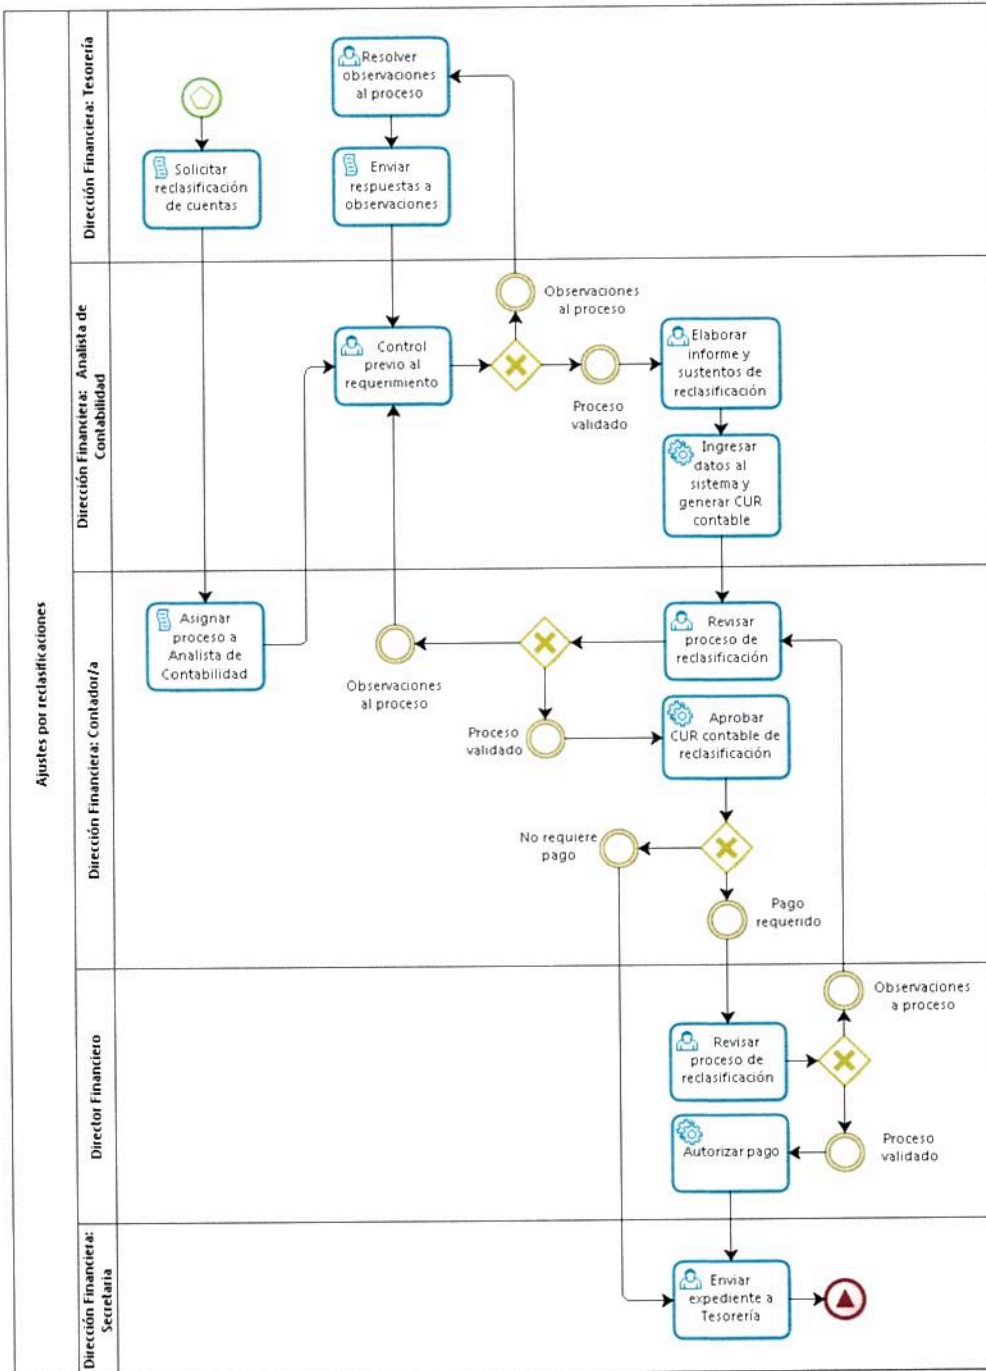 Ajustes por reclasificaciones
Dirección Financiera: Tesorería
Resolver
observaciones
al proceso
Solicitar
reclasificación
de cuentas
Enviar
respuestas a
observaciones
Dirección Financiera: Analista de
Contabilidad
Observaciones
al proceso
Control
previo al
requerimiento
Proceso
validado
Elaborar
informe y
sustentos de
reclasificación
Ingresar
datos al
sistema y
generar CUR
contable
Dirección Financiera: Contador/a
Asignar
proceso a
Analista de
Contabilidad
Observaciones
al proceso
Revisar
proceso de
reclasificación
Proceso
validado
Aprobar
CUR contable de
reclasificación
No requiere
pago
Pago
requerido
Director Financiero
Observaciones
a proceso
Revisar
proceso de
reclasificación
Autorizar pago
Proceso
validado
Dirección Financiera:
Secretaria
Enviar
expediente a
Tesorería